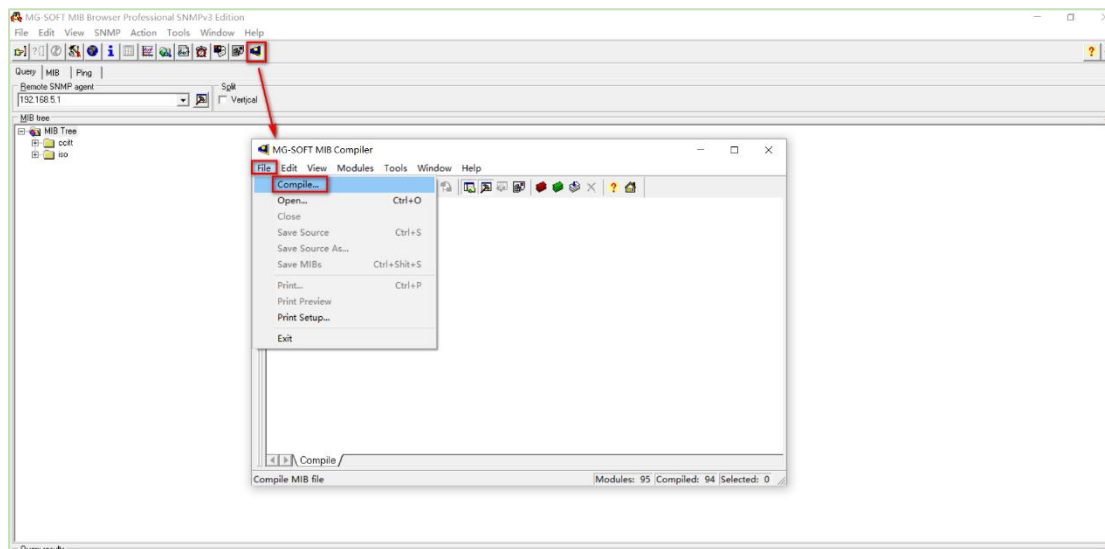 MG-SOFT MIB Browser Professional SNMPv3 Edition
File Edit View SNMP Action Tools Window Help
Query MIB Ping
Remote SNMP agent Split
192.168.5.1 Vertical
MIB tree
MIB Tree
ccitt
iso
MG-SOFT MIB Compiler
File Edit View Modules Tools Window Help
Compile...
Open... Ctrl+O
Close
Save Source Ctrl+S
Save Source As...
Save MIBs Ctrl+Shit+S
Print... Ctrl+P
Print Preview
Print Setup...
Exit
Compile
Compile MIB file Modules: 95 Compiled: 94 Selected: 0
Query results